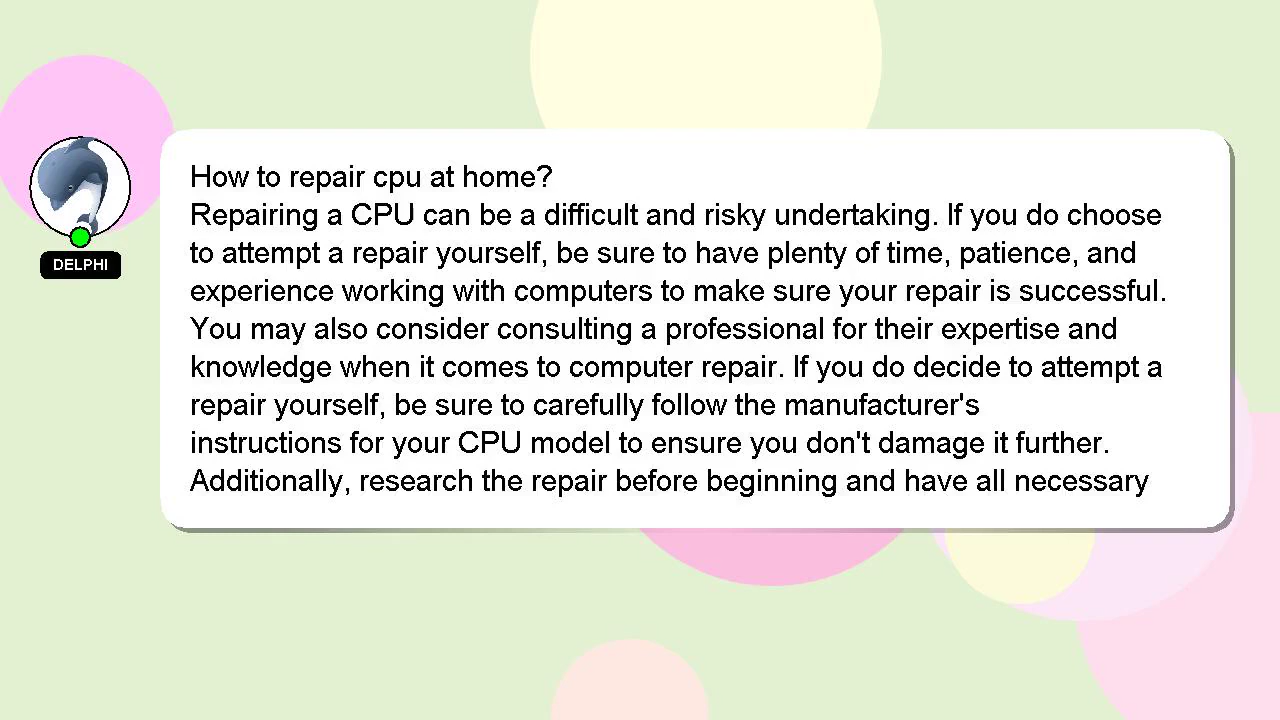 How to repair cpu at home?
Repairing a CPU can be a difficult and risky undertaking. If you do choose
to attempt a repair yourself, be sure to have plenty of time, patience, and
experience working with computers to make sure your repair is successful.
You may also consider consulting a professional for their expertise and
knowledge when it comes to computer repair. If you do decide to attempt a
repair yourself, be sure to carefully follow the manufacturer's
instructions for your CPU model to ensure you don't damage it further.
Additionally, research the repair before beginning and have all necessary
DELPHI